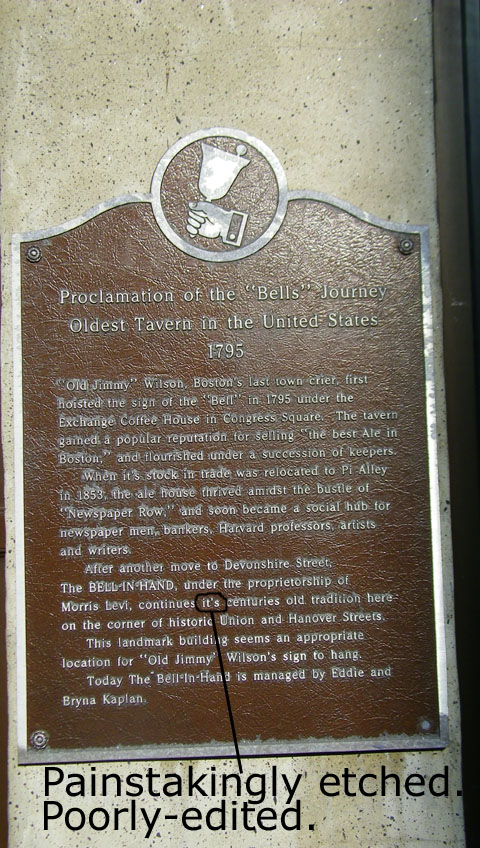 Proclamation of the "Bells" Journey
Oldest Tavern in the United States
1795
"Old Jimmy" Wilson, Boston's last town crier, first
hoisted the sign of the "Bell" in 1795 under the
Exchange Coffee House in Congress Square. The tavern
gained a popular reputation for selling "the best Ale in
Boston," and flourished under a succession of keepers.
When it's stock in trade was relocated to Pi Alley
in 1853, the ale house thrived amidst the bustle of
"Newspaper Row," and soon became a social hub for
newspaper men, bankers, Harvard professors, artists
and writers.
After another move to Devonshire Street,
The BELL-IN-HAND, under the proprietorship of
Morris Levi, continues it's centuries old tradition here-
on the corner of historic Union and Hanover Streets.
This landmark building seems an appropriate
location for "Old Jimmy" Wilson's sign to hang.
Today The Bell-In-Hand is managed by Eddie and
Bryna Kaplan.
Painstakingly etched.
Poorly-edited.